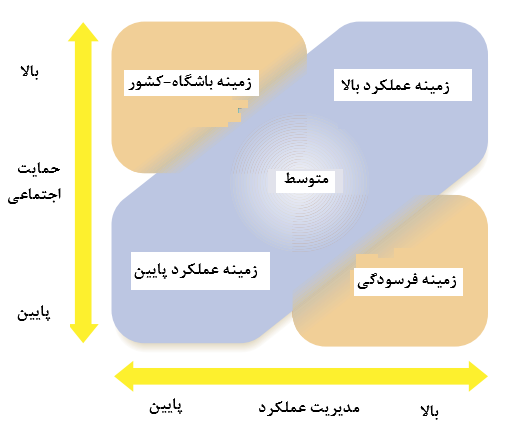 بالا
زمینه باشگاه-کشور
زمینه عملکرد بالا
حمایت
اجتماعی
متوسط
زمینه عملکرد پایین
زمینه فرسودگی
پایین
پایین
مدیریت عملکرد
بالا